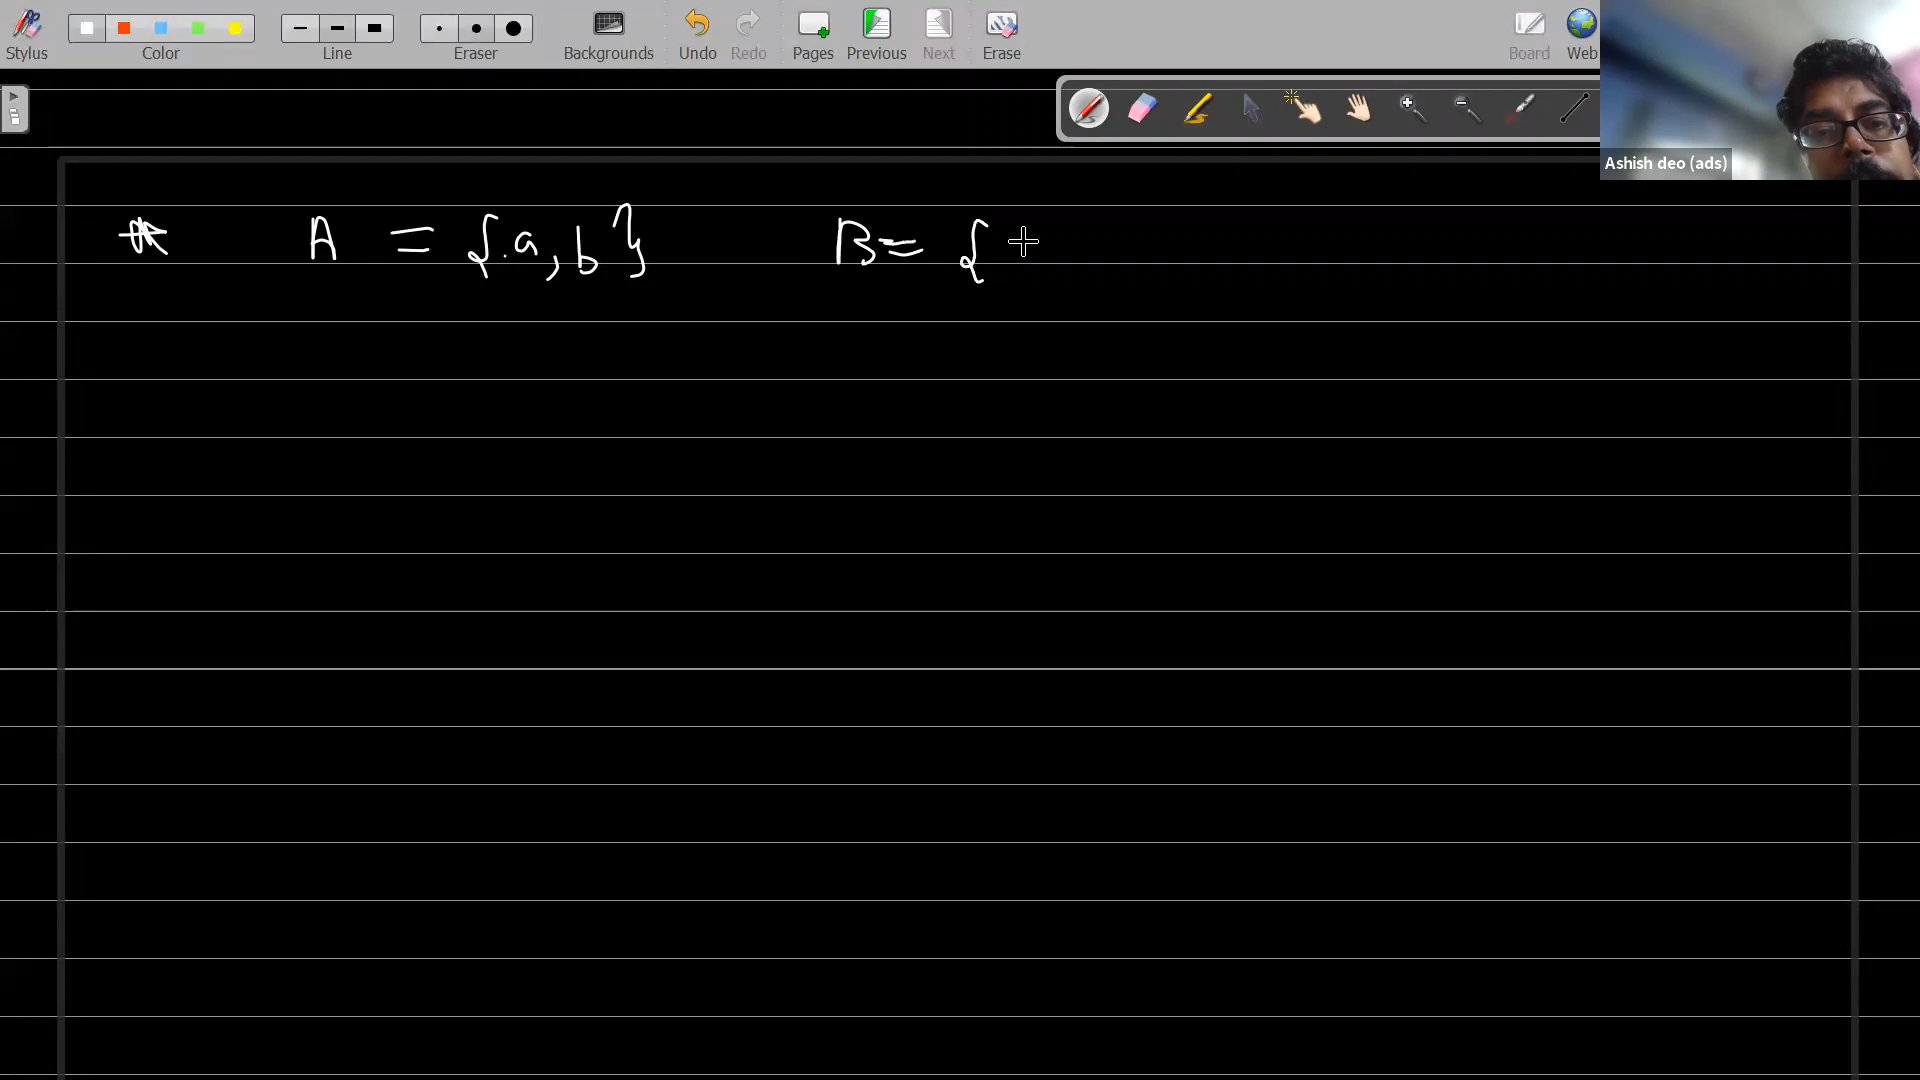 Stylus Color Line Eraser Backgrounds Undo Redo Pages Previous Next Erase Board Web
Ashish deo (ads)
* A = {a, b} B = {